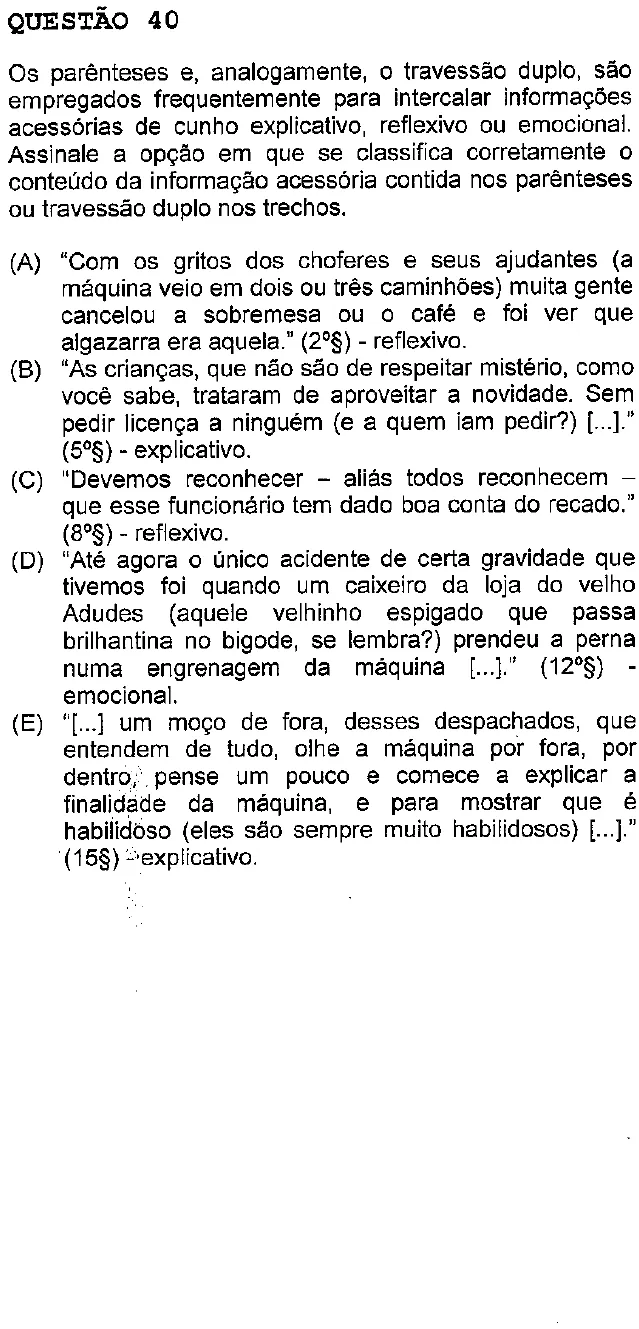 QUESTÃO 40
Os parênteses e, analogamente, o travessão duplo, são
empregados frequentemente para intercalar informações
acessórias de cunho explicativo, reflexivo ou emocional.
Assinale a opção em que se classifica corretamente o
conteúdo da informação acessória contida nos parênteses
ou travessão duplo nos trechos.
(A) "Com os gritos dos choferes e seus ajudantes (a
máquina veio em dois ou três caminhões) muita gente
cancelou a sobremesa ou o café e foi ver que
algazarra era aquela." (2º§) - reflexivo.
(B) "As crianças, que não são de respeitar mistério, como
você sabe, trataram de aproveitar a novidade. Sem
pedir licença a ninguém (e a quem iam pedir?) [...]."
(5º§) - explicativo.
(C) "Devemos reconhecer – aliás todos reconhecem –
que esse funcionário tem dado boa conta do recado."
(8º§) - reflexivo.
(D) "Até agora o único acidente de certa gravidade que
tivemos foi quando um caixeiro da loja do velho
Adudes (aquele velhinho espigado que passa
brilhantina no bigode, se lembra?) prendeu a perna
numa engrenagem da máquina [...]." (12º§) -
emocional.
(E) "[...] um moço de fora, desses despachados, que
entendem de tudo, olhe a máquina por fora, por
dentro, pense um pouco e comece a explicar a
finalidade da máquina, e para mostrar que é
habilidoso (eles são sempre muito habilidosos) [...]."
(15§) - explicativo.